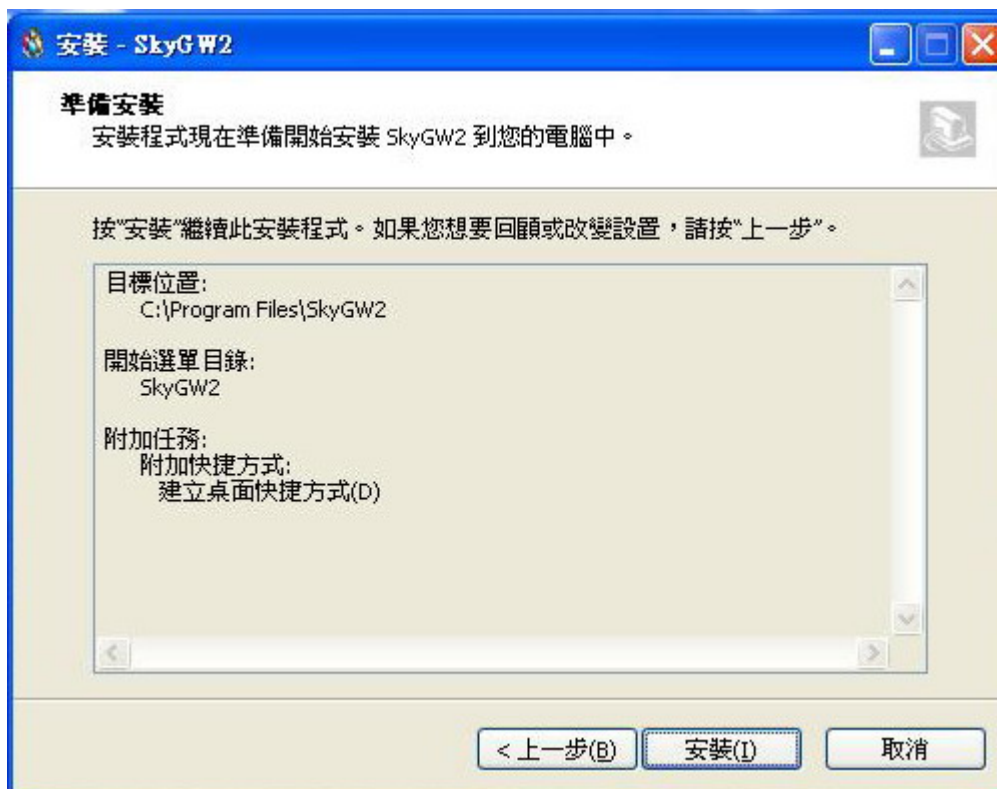 安裝 - SkyGW2
準備安裝
安裝程式現在準備開始安裝 SkyGW2 到您的電腦中。
按"安裝"繼續此安裝程式。如果您想要回顧或改變設置，請按"上一步"。
目標位置:
C:\Program Files\SkyGW2
開始選單目錄:
SkyGW2
附加任務:
附加快捷方式:
建立桌面快捷方式(D)
< 上一步(B)
安裝(I)
取消